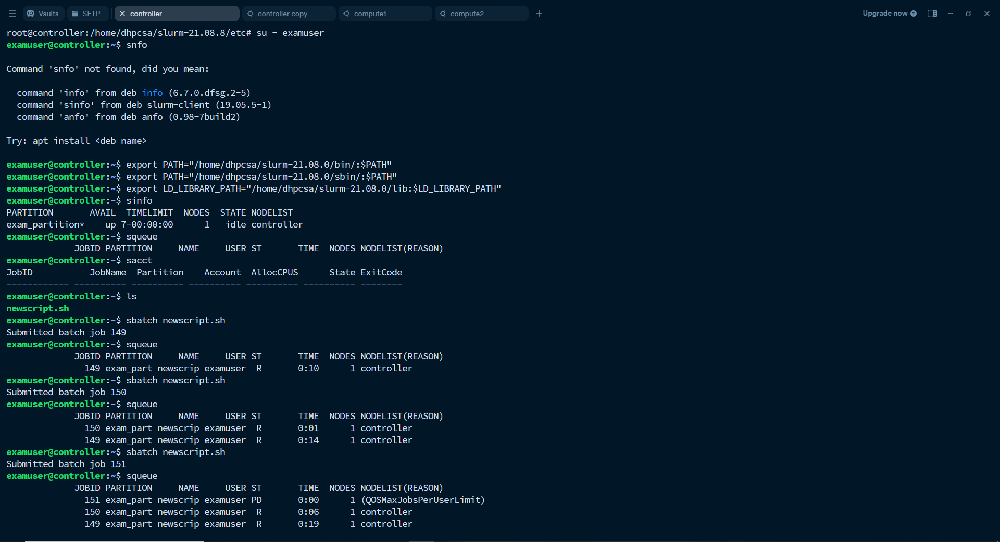 Vaults SFTP controller controller copy compute1 compute2 Upgrade now
root@controller:/home/dhpcsa/slurm-21.08.8/etc# su - examuser
examuser@controller:~$ snfo
Command 'snfo' not found, did you mean:
  command 'info' from deb info (6.7.0.dfsg.2-5)
  command 'sinfo' from deb slurm-client (19.05.5-1)
  command 'anfo' from deb anfo (0.98-7build2)
Try: apt install <deb name>
examuser@controller:~$ export PATH="/home/dhpcsa/slurm-21.08.0/bin/:$PATH"
examuser@controller:~$ export PATH="/home/dhpcsa/slurm-21.08.0/sbin/:$PATH"
examuser@controller:~$ export LD_LIBRARY_PATH="/home/dhpcsa/slurm-21.08.0/lib:$LD_LIBRARY_PATH"
examuser@controller:~$ sinfo
PARTITION       AVAIL  TIMELIMIT  NODES  STATE NODELIST
exam_partition*    up 7-00:00:00      1   idle controller
examuser@controller:~$ squeue
             JOBID PARTITION     NAME     USER ST       TIME  NODES NODELIST(REASON)
examuser@controller:~$ sacct
JobID           JobName  Partition    Account  AllocCPUS      State ExitCode
------------ ---------- ---------- ---------- ---------- ---------- --------
examuser@controller:~$ ls
newscript.sh
examuser@controller:~$ sbatch newscript.sh
Submitted batch job 149
examuser@controller:~$ squeue
             JOBID PARTITION     NAME     USER ST       TIME  NODES NODELIST(REASON)
               149 exam_part newscrip examuser  R       0:10      1 controller
examuser@controller:~$ sbatch newscript.sh
Submitted batch job 150
examuser@controller:~$ squeue
             JOBID PARTITION     NAME     USER ST       TIME  NODES NODELIST(REASON)
               150 exam_part newscrip examuser  R       0:01      1 controller
               149 exam_part newscrip examuser  R       0:14      1 controller
examuser@controller:~$ sbatch newscript.sh
Submitted batch job 151
examuser@controller:~$ squeue
             JOBID PARTITION     NAME     USER ST       TIME  NODES NODELIST(REASON)
               151 exam_part newscrip examuser PD       0:00      1 (QOSMaxJobsPerUserLimit)
               150 exam_part newscrip examuser  R       0:06      1 controller
               149 exam_part newscrip examuser  R       0:19      1 controller